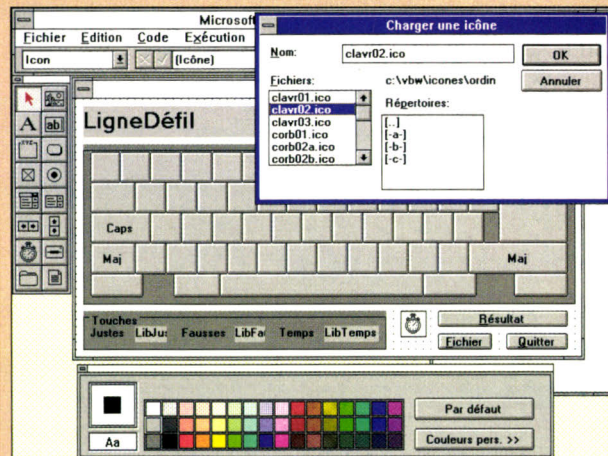 Microsoft
Fichier Edition Code Exécution
Icon
(Icône)
Charger une icône
Nom:
clavr02.ico
OK
Annuler
Fichiers:
c:\vbw\icones\ordin
clavr01.ico
clavr02.ico
clavr03.ico
corb01.ico
corb02a.ico
corb02b.ico
Répertoires:
[..]
[-a-]
[-b-]
[-c-]
A
ab
LigneDéfil
Caps
Maj
Maj
Touches
Justes LibJus Fausses LibFa Temps LibTemps
Résultat
Fichier
Quitter
Aa
Par défaut
Couleurs pers. >>